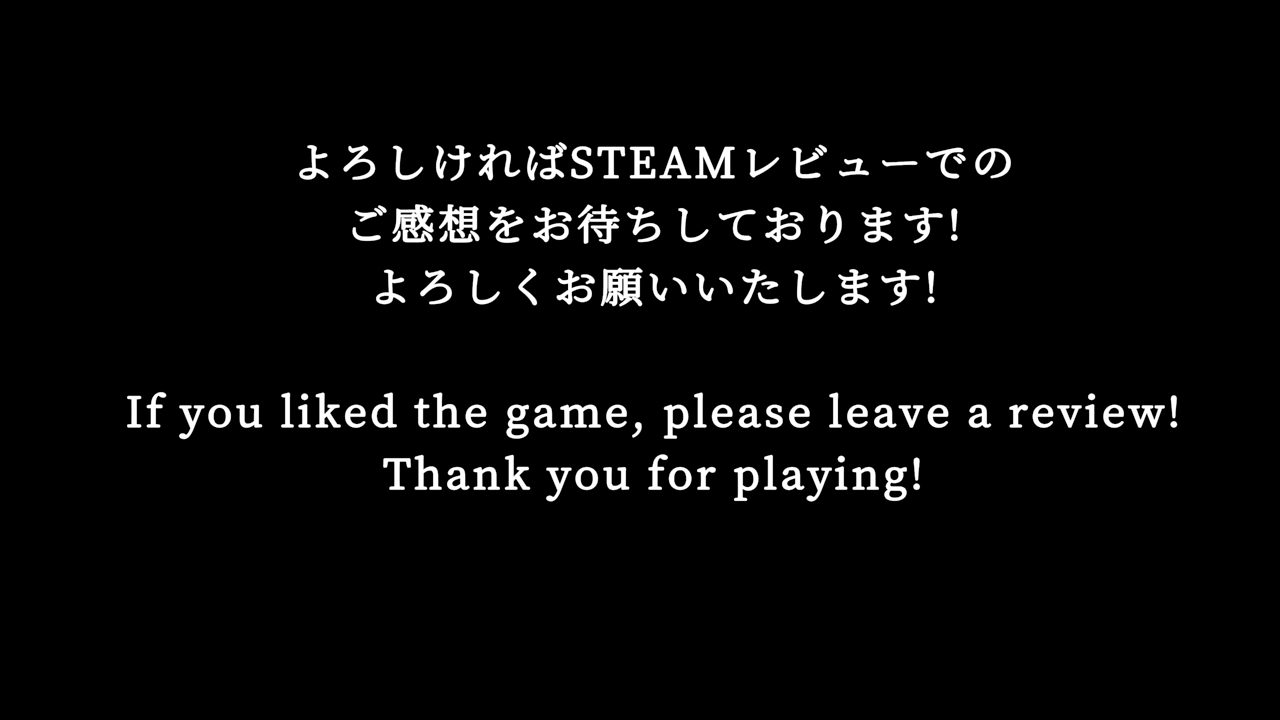 よろしければSTEAMレビューでの
ご感想をお待ちしております!
よろしくお願いいたします!
If you liked the game, please leave a review!
Thank you for playing!